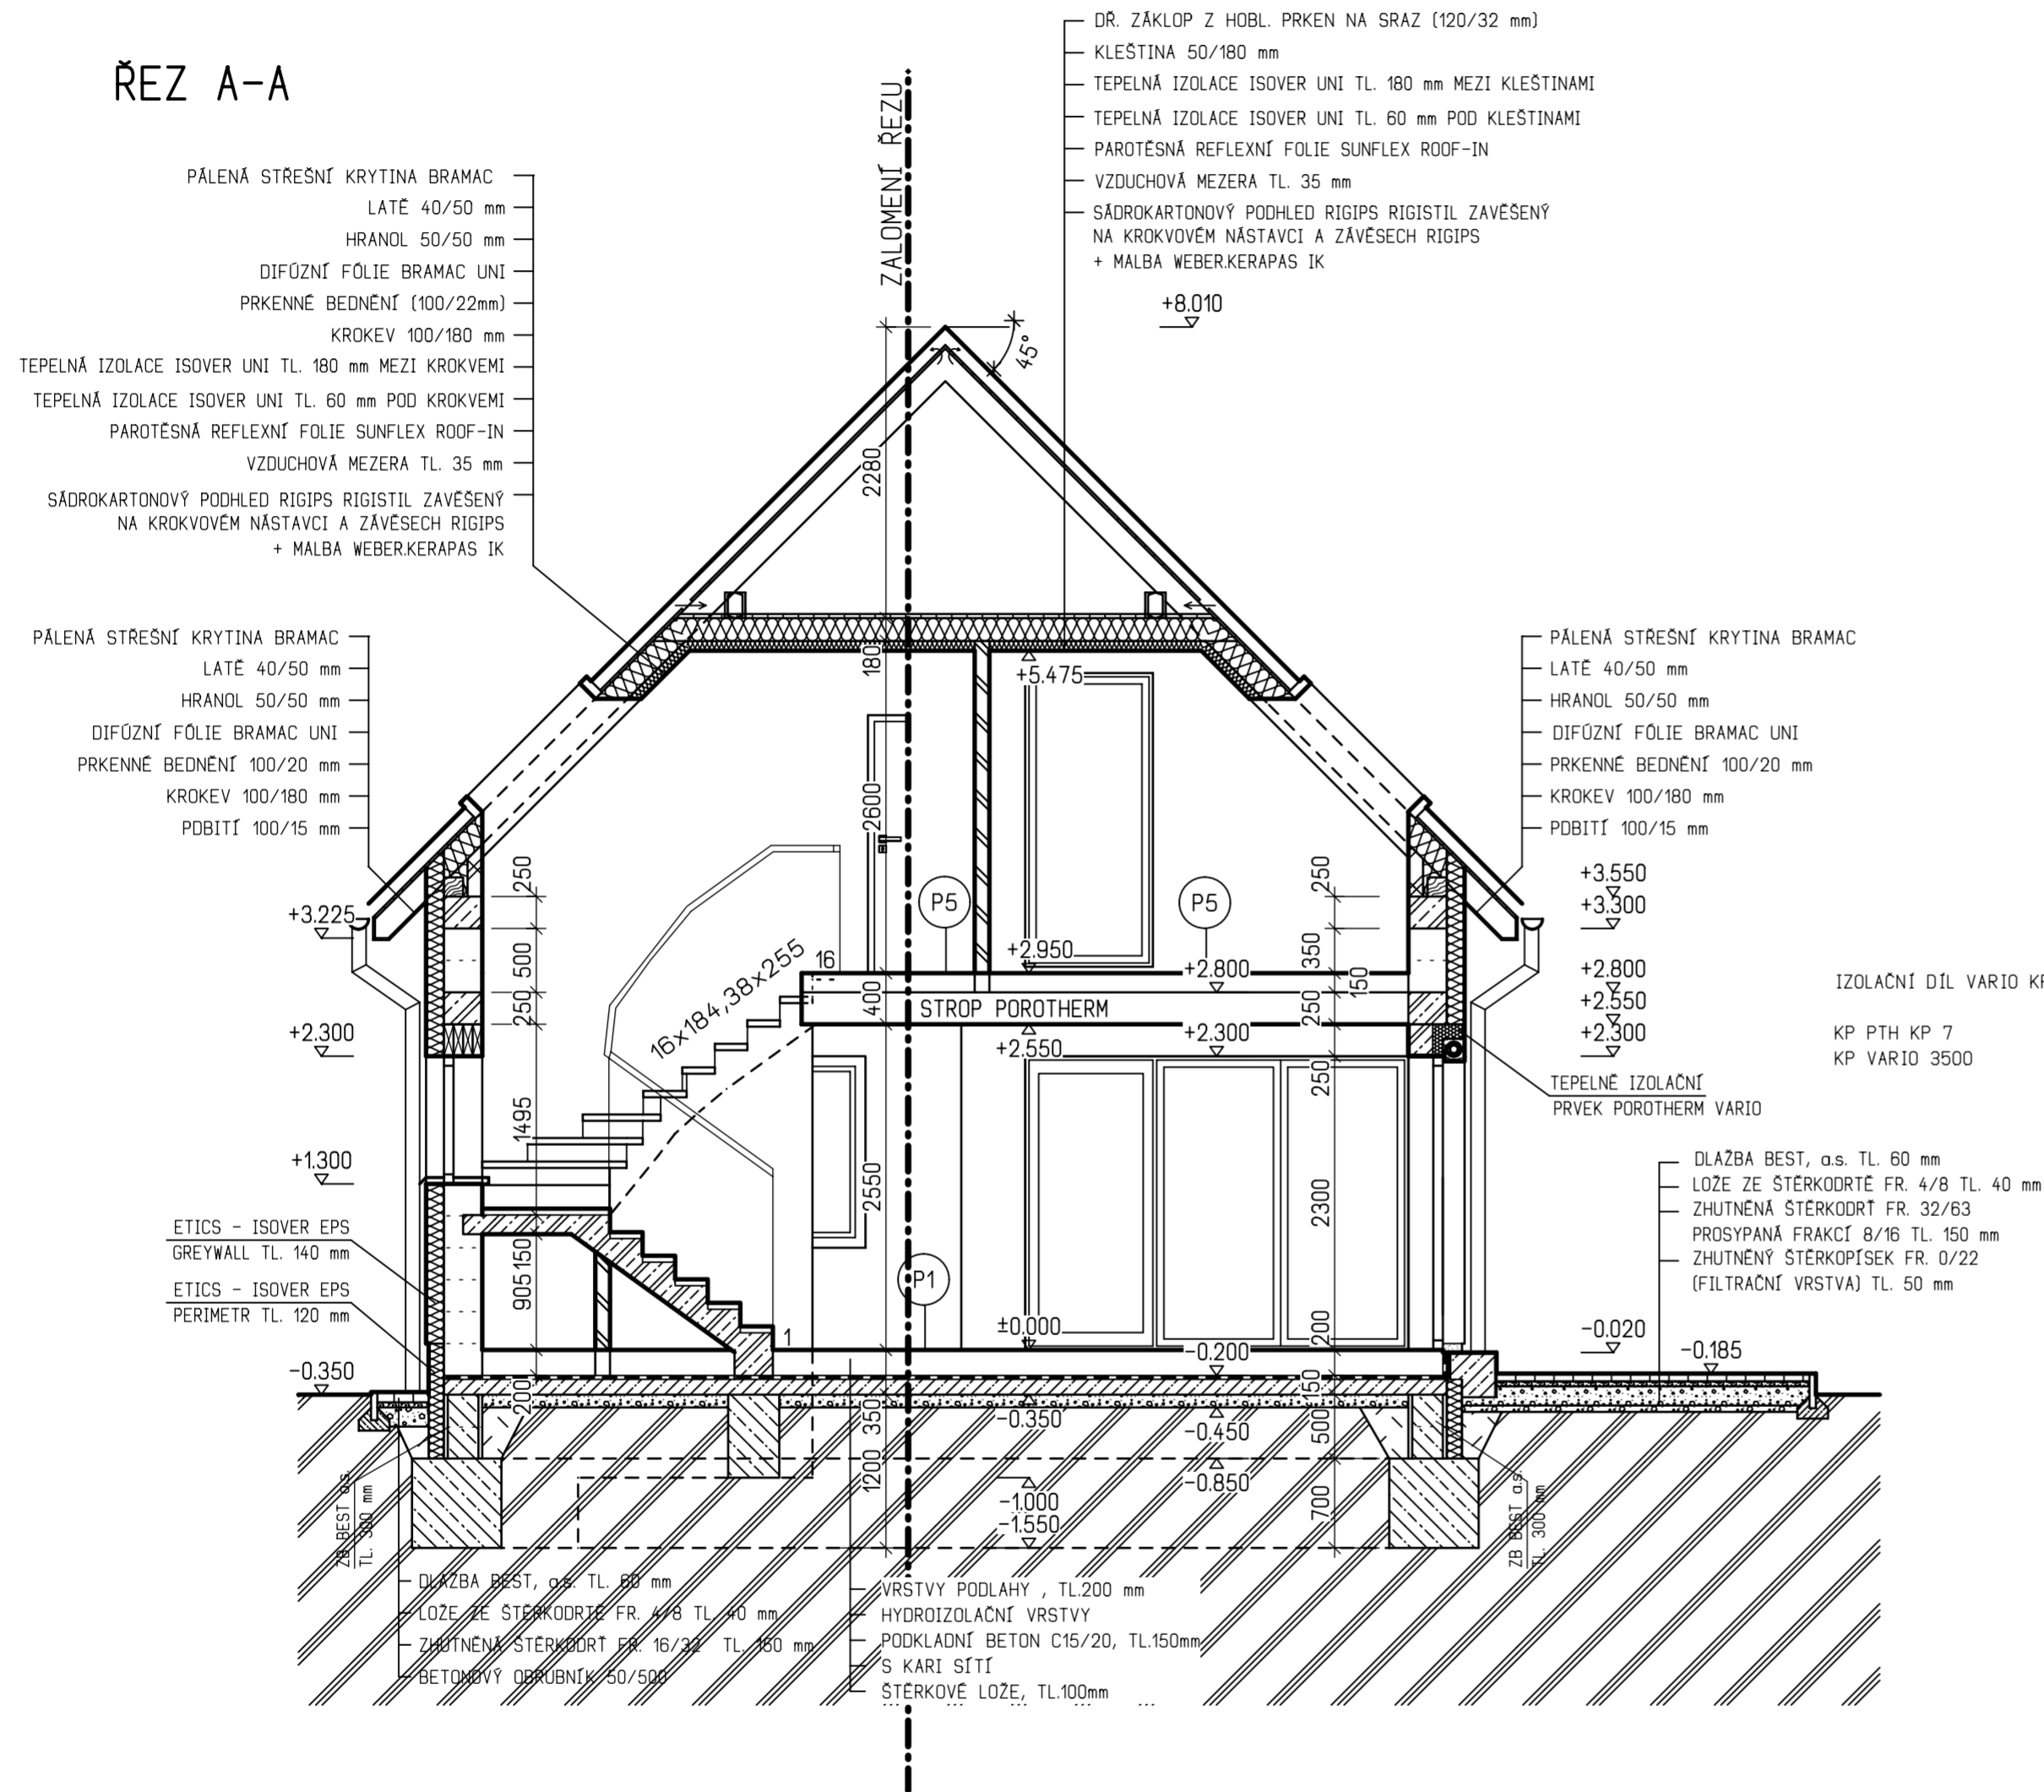 ŘEZ A-A
ZALOMENÍ ŘEZU
DŘ. ZÁKLOP Z HOBL. PRKEN NA SRAZ (120/32 mm)
KLEŠTINA 50/180 mm
TEPELNÁ IZOLACE ISOVER UNI TL. 180 mm MEZI KLEŠTINAMI
TEPELNÁ IZOLACE ISOVER UNI TL. 60 mm POD KLEŠTINAMI
PAROTĚSNÁ REFLEXNÍ FOLIE SUNFLEX ROOF-IN
VZDUCHOVÁ MEZERA TL. 35 mm
SÁDROKARTONOVÝ PODHLED RIGIPS RIGISTIL ZAVĚŠENÝ
NA KROKVOVÉM NÁSTAVCI A ZÁVĚSECH RIGIPS
+ MALBA WEBER.KERAPAS IK
PÁLENÁ STŘEŠNÍ KRYTINA BRAMAC
LATĚ 40/50 mm
HRANOL 50/50 mm
DIFÚZNÍ FÓLIE BRAMAC UNI
PRKENNÉ BEDNĚNÍ (100/22mm)
KROKEV 100/180 mm
TEPELNÁ IZOLACE ISOVER UNI TL. 180 mm MEZI KROKVEMI
TEPELNÁ IZOLACE ISOVER UNI TL. 60 mm POD KROKVEMI
PAROTĚSNÁ REFLEXNÍ FOLIE SUNFLEX ROOF-IN
VZDUCHOVÁ MEZERA TL. 35 mm
SÁDROKARTONOVÝ PODHLED RIGIPS RIGISTIL ZAVĚŠENÝ
NA KROKVOVÉM NÁSTAVCI A ZÁVĚSECH RIGIPS
+ MALBA WEBER.KERAPAS IK
+8.010
45°
2280
180
2600
400
2550
350
1200
PÁLENÁ STŘEŠNÍ KRYTINA BRAMAC
LATĚ 40/50 mm
HRANOL 50/50 mm
DIFÚZNÍ FÓLIE BRAMAC UNI
PRKENNÉ BEDNĚNÍ 100/20 mm
KROKEV 100/180 mm
PDBITÍ 100/15 mm
PÁLENÁ STŘEŠNÍ KRYTINA BRAMAC
LATĚ 40/50 mm
HRANOL 50/50 mm
DIFÚZNÍ FÓLIE BRAMAC UNI
PRKENNÉ BEDNĚNÍ 100/20 mm
KROKEV 100/180 mm
PDBITÍ 100/15 mm
+3.225
+2.300
+1.300
-0.350
250
500
250
1495
150
905
200
+5.475
P5
P5
+2.950
+2.800
16
16x184,38x255
STROP POROTHERM
+2.550
+2.300
P1
1
±0.000
-0.200
-0.350
-0.450
-0.850
-1.000
-1.550
250
350
150
250
250
2300
200
150
500
700
+3.550
+3.300
+2.800
+2.550
+2.300
-0.020
-0.185
IZOLAČNÍ DÍL VARIO
KP PTH KP 7
KP VARIO 3500
TEPELNĚ IZOLAČNÍ
PRVEK POROTHERM VARIO
DLAŽBA BEST, a.s. TL. 60 mm
LOŽE ZE ŠTĚRKODRTĚ FR. 4/8 TL. 40 mm
ZHUTNĚNÁ ŠTĚRKODRŤ FR. 32/63
PROSYPANÁ FRAKCÍ 8/16 TL. 150 mm
ZHUTNĚNÝ ŠTĚRKOPÍSEK FR. 0/22
(FILTRAČNÍ VRSTVA) TL. 50 mm
ETICS - ISOVER EPS
GREYWALL TL. 140 mm
ETICS - ISOVER EPS
PERIMETR TL. 120 mm
ZB BEST a.s.
TL. 300 mm
ZB BEST a.s.
TL. 300 mm
DLAŽBA BEST, a.s. TL. 60 mm
LOŽE ZE ŠTĚRKODRTĚ FR. 4/8 TL. 40 mm
ZHUTNĚNÁ ŠTĚRKODRŤ FR. 16/32 TL. 150 mm
BETONOVÝ OBRUBNÍK 50/500
VRSTVY PODLAHY , TL.200 mm
HYDROIZOLAČNÍ VRSTVY
PODKLADNÍ BETON C15/20, TL.150mm
S KARI SÍTÍ
ŠTĚRKOVÉ LOŽE, TL.100mm